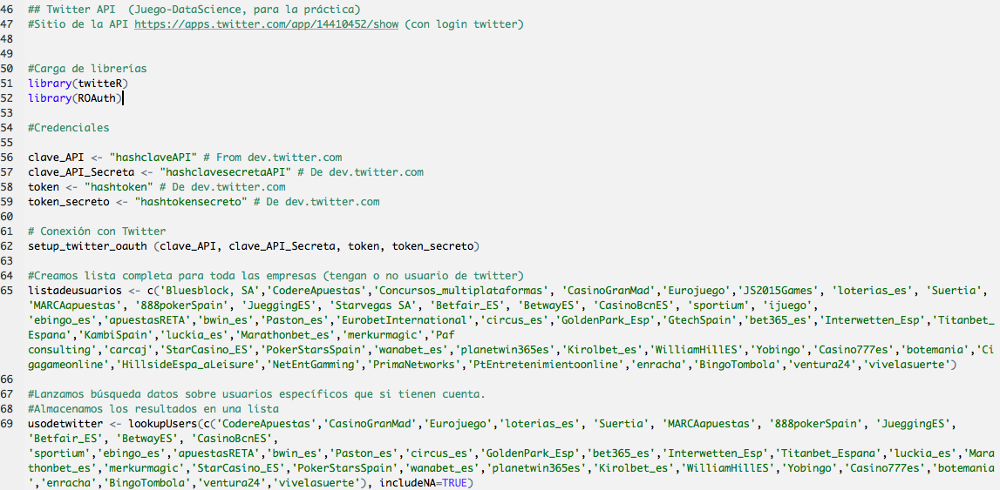 46 ## Twitter API  (Juego-DataScience, para la práctica)
47 #Sitio de la API https://apps.twitter.com/app/14410452/show (con login twitter)
48
49
50 #Carga de librerías
51 library(twitteR)
52 library(ROAuth)
53
54 #Credenciales
55
56 clave_API <- "hashclaveAPI" # From dev.twitter.com
57 clave_API_Secreta <- "hashclavesecretaAPI" # De dev.twitter.com
58 token <- "hashtoken" # De dev.twitter.com
59 token_secreto <- "hashtokensecreto" # De dev.twitter.com
60
61 # Conexión con Twitter
62 setup_twitter_oauth (clave_API, clave_API_Secreta, token, token_secreto)
63
64 #Creamos lista completa para toda las empresas (tengan o no usuario de twitter)
65 listadeusuarios <- c('Bluesblock, SA','CodereApuestas','Concursos_multiplataformas', 'CasinoGranMad','Eurojuego','JS2015Games', 'loterias_es', 'Suertia',
'MARCAapuestas', '888pokerSpain', 'JueggingES', 'Starvegas SA', 'Betfair_ES', 'BetwayES', 'CasinoBcnES', 'sportium', 'ijuego',
'ebingo_es','apuestasRETA','bwin_es','Paston_es','EurobetInternational','circus_es','GoldenPark_Esp','GtechSpain','bet365_es','Interwetten_Esp','Titanbet_
Espana','KambiSpain','luckia_es','Marathonbet_es','merkurmagic','Paf
consulting','carcaj','StarCasino_ES','PokerStarsSpain','wanabet_es','planetwin365es','Kirolbet_es','WilliamHillES','Yobingo','Casino777es','botemania','Ci
gagameonline','HillsideEspa_aLeisure','NetEntGamming','PrimaNetworks','PtEntretenimientoonline','enracha','BingoTombola','ventura24','vivelasuerte')
66
67 #Lanzamos búsqueda datos sobre usuarios específicos que si tienen cuenta.
68 #Almacenamos los resultados en una lista
69 usodetwitter <- lookupUsers(c('CodereApuestas','CasinoGranMad','Eurojuego','loterias_es', 'Suertia', 'MARCAapuestas', '888pokerSpain', 'JueggingES',
'Betfair_ES', 'BetwayES', 'CasinoBcnES',
'sportium','ebingo_es','apuestasRETA','bwin_es','Paston_es','circus_es','GoldenPark_Esp','bet365_es','Interwetten_Esp','Titanbet_Espana','luckia_es','Mara
thonbet_es','merkurmagic','StarCasino_ES','PokerStarsSpain','wanabet_es','planetwin365es','Kirolbet_es','WilliamHillES','Yobingo','Casino777es','botemania
','enracha','BingoTombola','ventura24','vivelasuerte'), includeNA=TRUE)